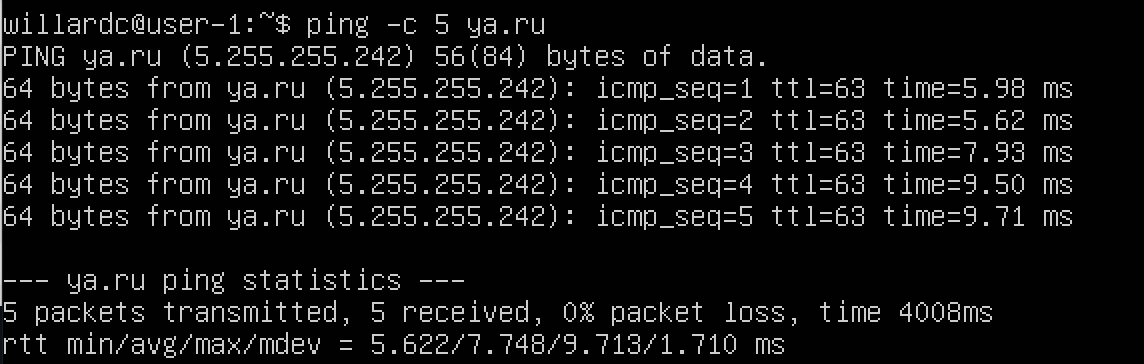 willardc@user-1:~$ ping -c 5 ya.ru
PING ya.ru (5.255.255.242) 56(84) bytes of data.
64 bytes from ya.ru (5.255.255.242): icmp_seq=1 ttl=63 time=5.98 ms
64 bytes from ya.ru (5.255.255.242): icmp_seq=2 ttl=63 time=5.62 ms
64 bytes from ya.ru (5.255.255.242): icmp_seq=3 ttl=63 time=7.93 ms
64 bytes from ya.ru (5.255.255.242): icmp_seq=4 ttl=63 time=9.50 ms
64 bytes from ya.ru (5.255.255.242): icmp_seq=5 ttl=63 time=9.71 ms
--- ya.ru ping statistics ---
5 packets transmitted, 5 received, 0% packet loss, time 4008ms
rtt min/avg/max/mdev = 5.622/7.748/9.713/1.710 ms